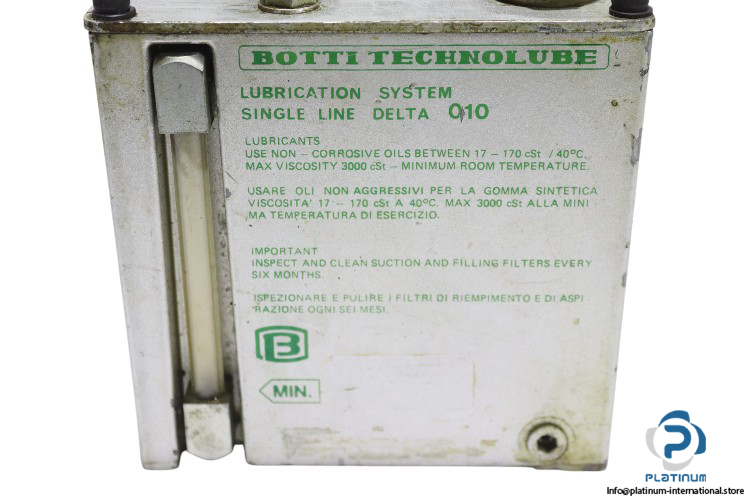 BOTTI TECHNOLUBE
LUBRICATION SYSTEM
SINGLE LINE DELTA 010
LUBRICANTS
USE NON – CORROSIVE OILS BETWEEN 17 – 170 cSt / 40°C.
MAX VISCOSITY 3000 cSt – MINIMUM ROOM TEMPERATURE.
USARE OLI NON AGGRESSIVI PER LA GOMMA SINTETICA
VISCOSITA' 17 – 170 cSt A 40°C. MAX 3000 cSt ALLA MINI
MA TEMPERATURA DI ESERCIZIO.
IMPORTANT
INSPECT AND CLEAN SUCTION AND FILLING FILTERS EVERY
SIX MONTHS.
ISPEZIONARE E PULIRE I FILTRI DI RIEMPIMENTO E DI ASPI
RAZIONE OGNI SEI MESI.
B
MIN.
PLATINUM
Info@platinum-international.store